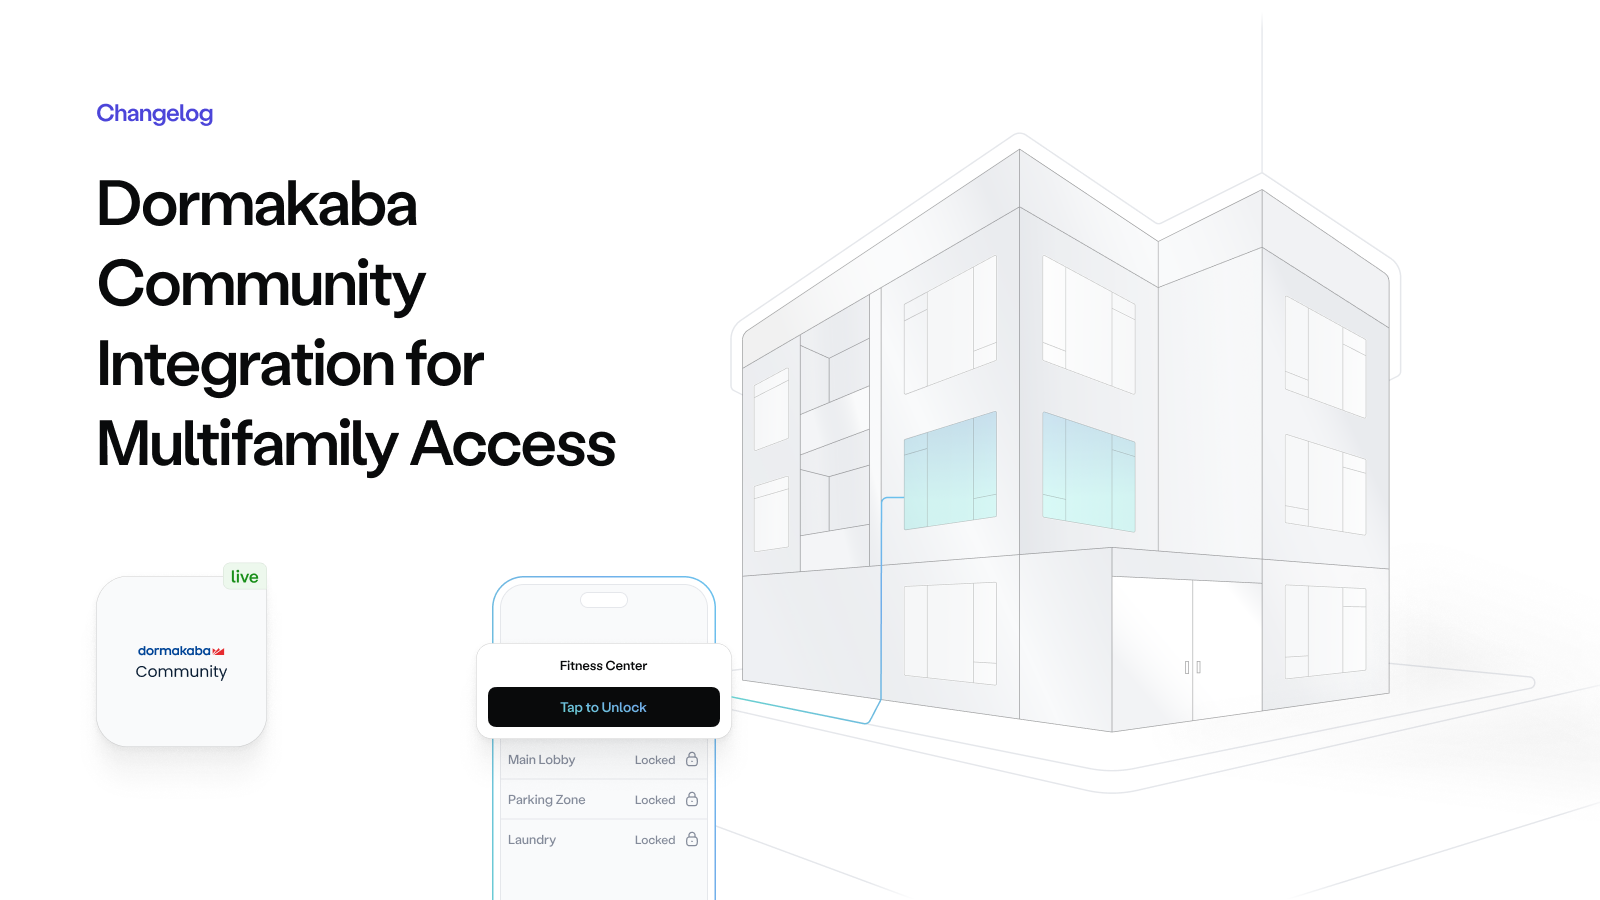 Changelog
Dormakaba
Community
Integration for
Multifamily Access
live
dormakaba
Community
Fitness Center
Tap to Unlock
Main Lobby Locked
Parking Zone Locked
Laundry Locked